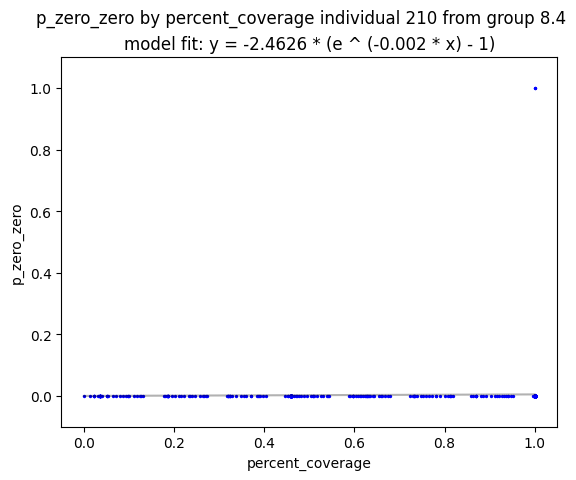 p_zero_zero by percent_coverage individual 210 from group 8.4
model fit: y = -2.4626 * (e ^ (-0.002 * x) - 1)
1.0
0.8
0.6
0.4
0.2
0.0
p_zero_zero
0.0 0.2 0.4 0.6 0.8 1.0
percent_coverage